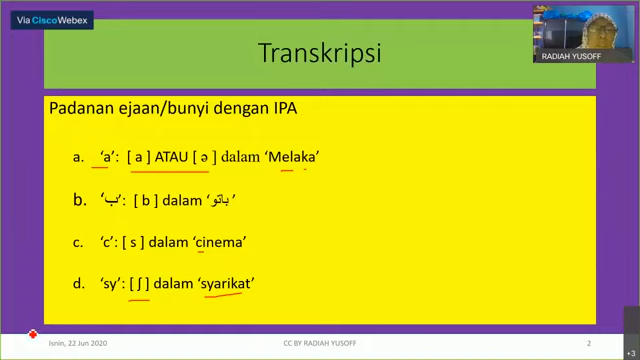 Via Cisco Webex
RADIAH YUSOFF
Transkripsi
Padanan ejaan/bunyi dengan IPA
a. ‘a’: [ a ] ATAU [ ə ] dalam ‘Melaka’
b. ‘ب’: [ b ] dalam ‘باتو’
c. ‘c’: [ s ] dalam ‘cinema’
d. ‘sy’: [ ʃ ] dalam ‘syarikat’
Isnin, 22 Jun 2020
CC BY RADIAH YUSOFF
2
+3